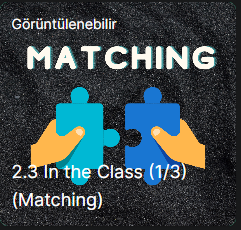 Görüntülenebilir
MATCHING
2.3 In the Class (1/3)
(Matching)